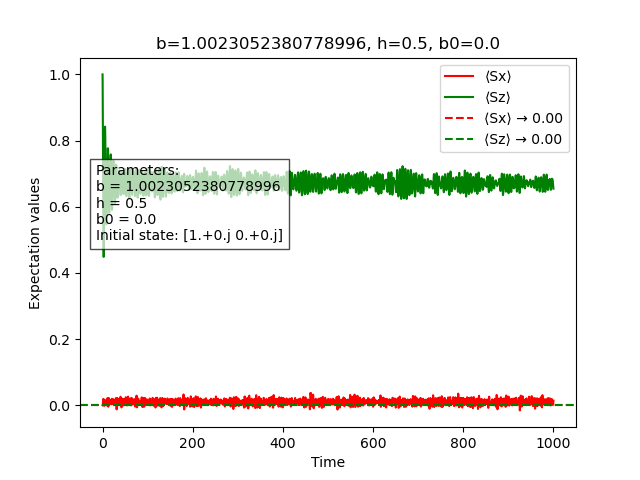 b=1.0023052380778996, h=0.5, b0=0.0
1.0
0.8
0.6
0.4
0.2
0.0
Expectation values
⟨Sx⟩
⟨Sz⟩
⟨Sx⟩ → 0.00
⟨Sz⟩ → 0.00
Parameters:
b = 1.0023052380778996
h = 0.5
b0 = 0.0
Initial state: [1.+0.j 0.+0.j]
0
200
400
600
800
1000
Time